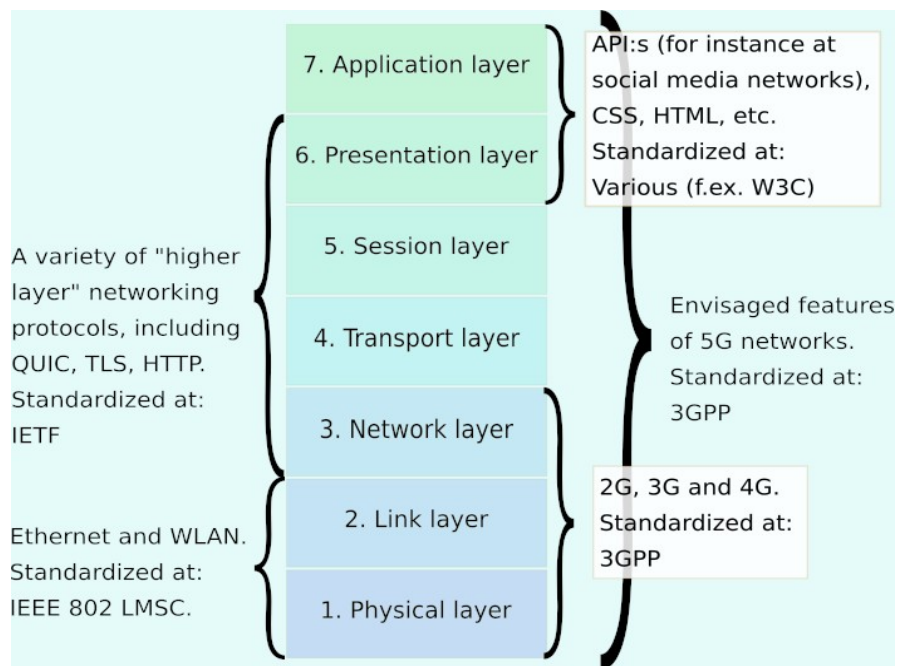 7. Application layer
6. Presentation layer
5. Session layer
4. Transport layer
3. Network layer
2. Link layer
1. Physical layer
A variety of "higher
layer" networking
protocols, including
QUIC, TLS, HTTP.
Standardized at:
IETF
Ethernet and WLAN.
Standardized at:
IEEE 802 LMSC.
API:s (for instance at
social media networks),
CSS, HTML, etc.
Standardized at:
Various (f.ex. W3C)
Envisaged features
of 5G networks.
Standardized at:
3GPP
2G, 3G and 4G.
Standardized at:
3GPP